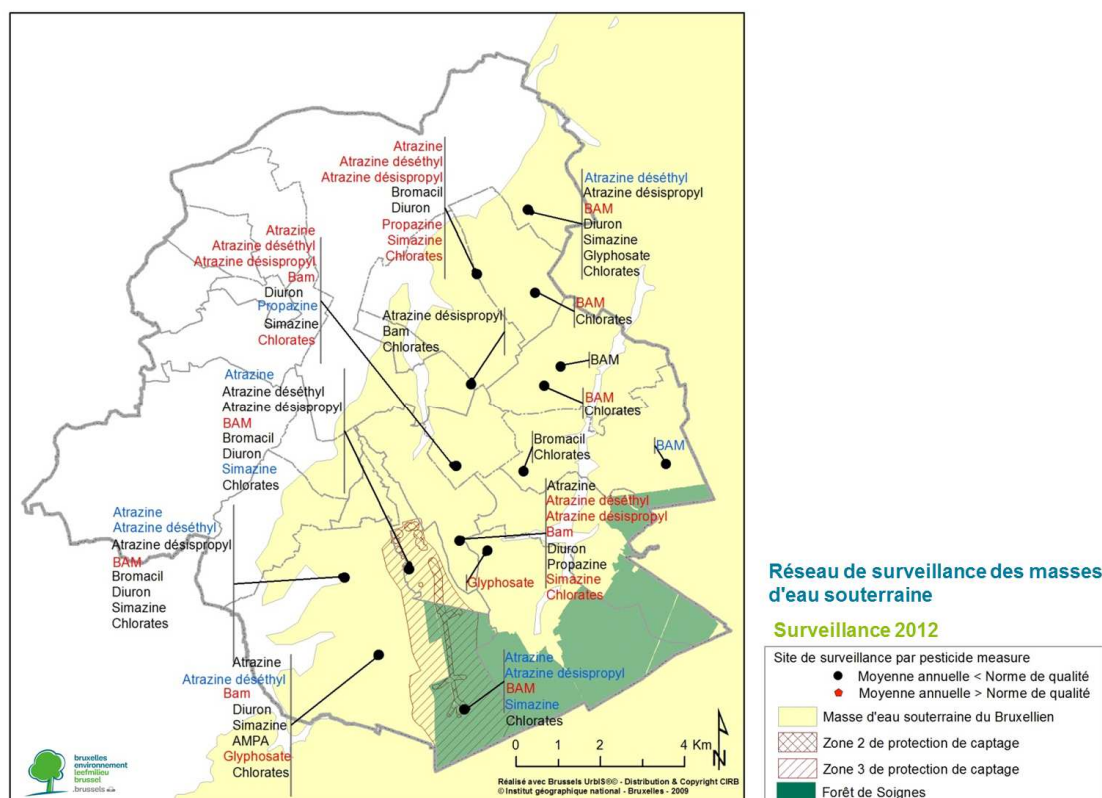 Atrazine
Atrazine déséthyl
Atrazine désispropyl
Bromacil
Diuron
Propazine
Simazine
Chlorates
Atrazine déséthyl
Atrazine désispropyl
BAM
Diuron
Simazine
Glyphosate
Chlorates
Atrazine
Atrazine déséthyl
Atrazine désispropyl
Bam
Diuron
Propazine
Simazine
Chlorates
BAM
Chlorates
Atrazine désispropyl
Bam
Chlorates
BAM
BAM
Chlorates
Atrazine
Atrazine déséthyl
Atrazine désispropyl
BAM
Bromacil
Diuron
Simazine
Chlorates
Bromacil
Chlorates
BAM
Atrazine
Atrazine déséthyl
Atrazine désispropyl
Bam
Diuron
Propazine
Simazine
Chlorates
Atrazine
Atrazine déséthyl
Atrazine désispropyl
BAM
Bromacil
Diuron
Simazine
Chlorates
Glyphosate
Atrazine
Atrazine déséthyl
Bam
Diuron
Simazine
AMPA
Glyphosate
Chlorates
Atrazine
Atrazine désispropyl
BAM
Simazine
Chlorates
N
0 1 2 4 Km
bruxelles
environnement
leefmilieu
brussel
.brussels
Réalisé avec Brussels UrbIS®© - Distribution & Copyright CIRB
© Institut géographique national - Bruxelles - 2009
Réseau de surveillance des masses
d'eau souterraine
Surveillance 2012
Site de surveillance par pesticide measure
Moyenne annuelle < Norme de qualité
Moyenne annuelle > Norme de qualité
Masse d'eau souterraine du Bruxellien
Zone 2 de protection de captage
Zone 3 de protection de captage
Forêt de Soignes